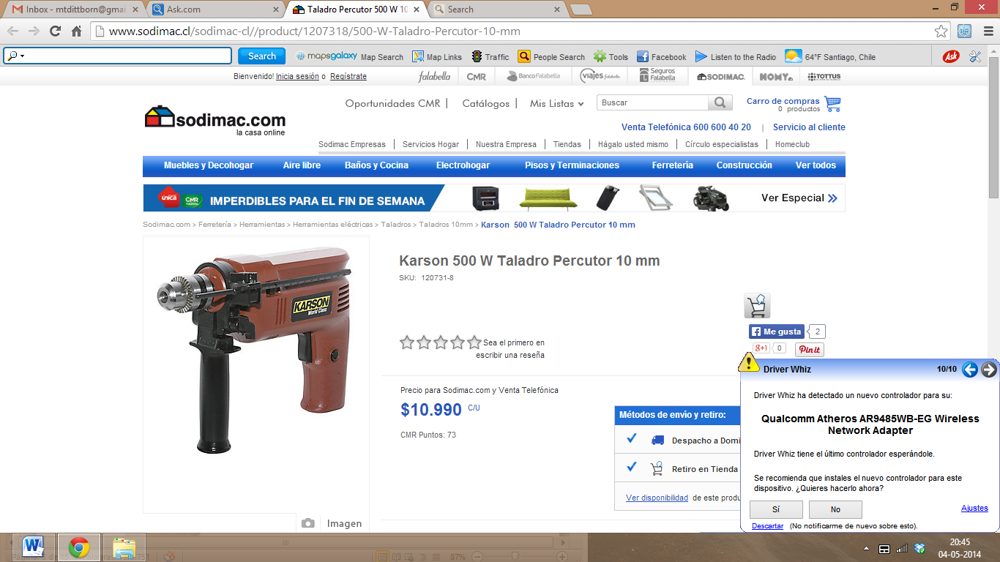 Inbox - mtdittborn@gmai
Ask.com
Taladro Percutor 500 W 10
Search
www.sodimac.cl/sodimac-cl//product/1207318/500-W-Taladro-Percutor-10-mm
Search
mapsgalaxy
Map Search
Map Links
Traffic
People Search
Tools
Facebook
Listen to the Radio
64°F Santiago, Chile
Ask
Bienvenido! Inicia sesión o Regístrate
falabella
CMR
BancoFalabella
viajes falabella
Seguros Falabella
SODIMAC
HOMY
TOTTUS
sodimac.com
la casa online
Oportunidades CMR
Catálogos
Mis Listas
Buscar
Carro de compras
0 productos
Venta Telefónica 600 600 40 20 | Servicio al cliente
Sodimac Empresas
Servicios Hogar
Nuestra Empresa
Tiendas
Hágalo usted mismo
Círculo especialistas
Homeclub
Muebles y Decohogar
Aire libre
Baños y Cocina
Electrohogar
Pisos y Terminaciones
Ferretería
Construcción
Ver todos
única
CMR
IMPERDIBLES PARA EL FIN DE SEMANA
Ver Especial
Sodimac.com > Ferretería > Herramientas > Herramientas eléctricas > Taladros > Taladros 10mm > Karson 500 W Taladro Percutor 10 mm
KARSON
World Class
Karson 500 W Taladro Percutor 10 mm
SKU: 120731-8
Sea el primero en
escribir una reseña
Me gusta
2
g+1
0
Pin it
Precio para Sodimac.com y Venta Telefónica
$10.990 C/U
CMR Puntos: 73
Métodos de envío y retiro:
Despacho a Domi
Retiro en Tienda
Ver disponibilidad de este produ
Imagen
Driver Whiz
10/10
Driver Whiz ha detectado un nuevo controlador para su:
Qualcomm Atheros AR9485WB-EG Wireless
Network Adapter
Driver Whiz tiene el último controlador esperándole.
Se recomienda que instales el nuevo controlador para este
dispositivo. ¿Quieres hacerlo ahora?
Sí
No
Ajustes
Descartar (No notificarme de nuevo sobre esto).
87%
20:45
04-05-2014